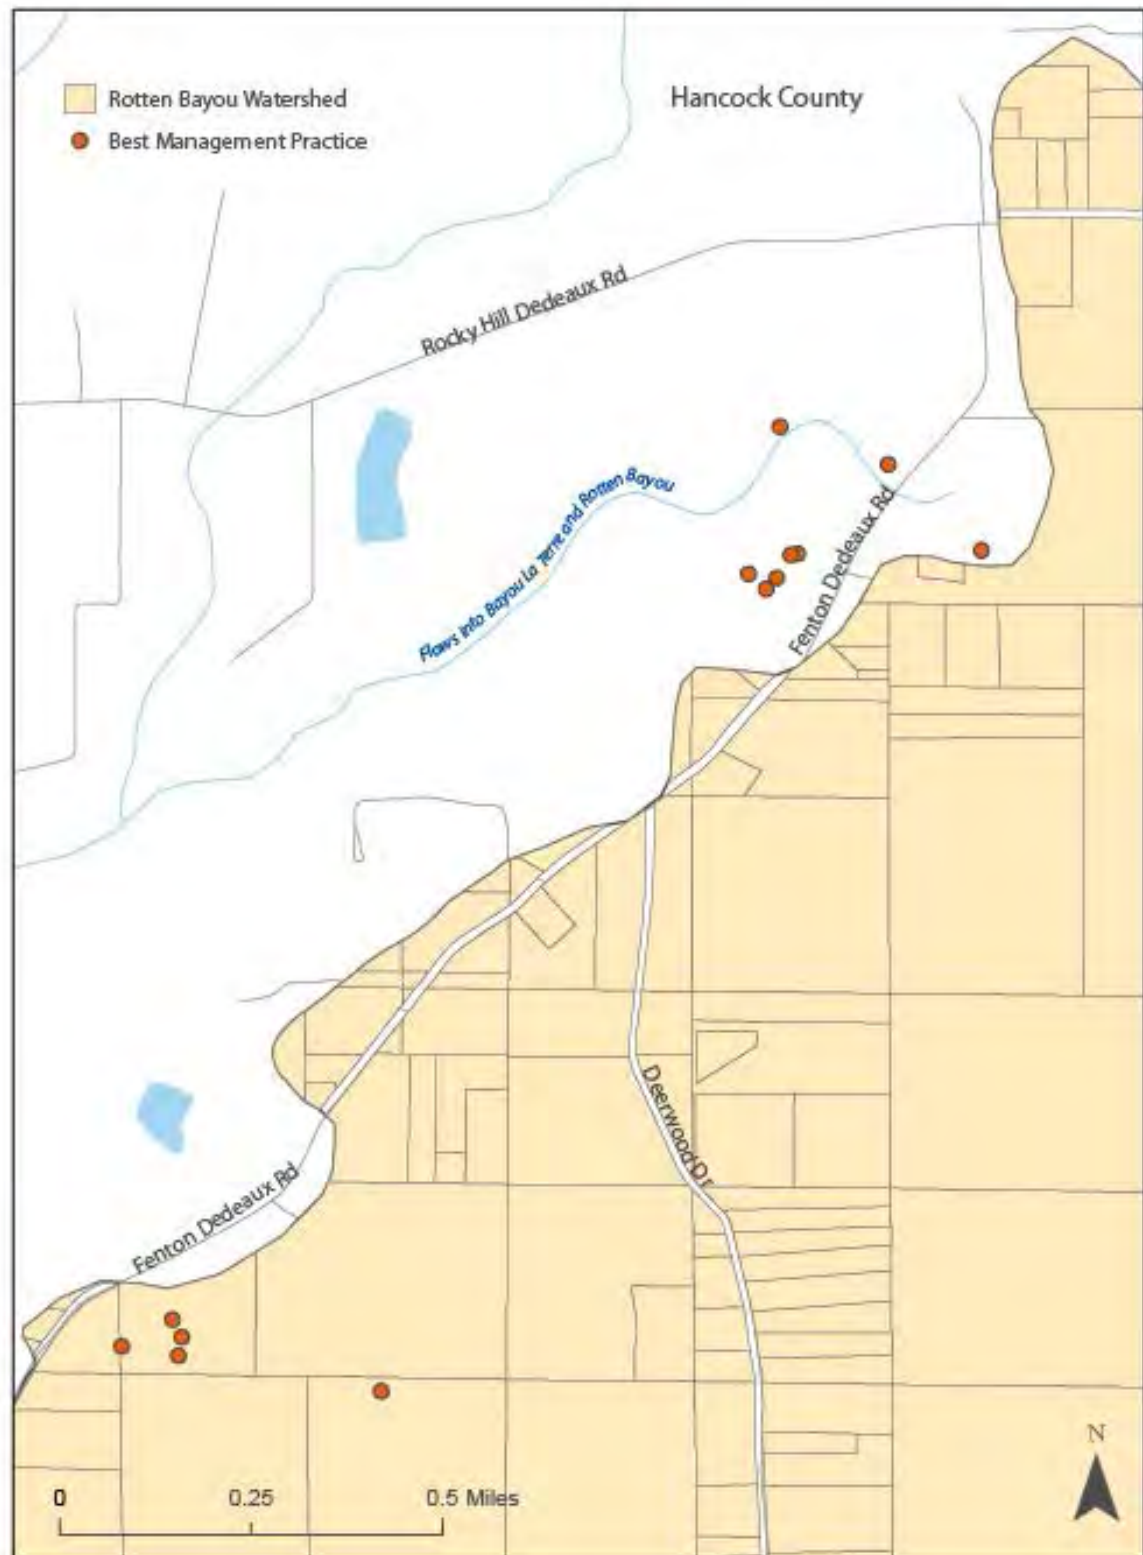 Rotten Bayou Watershed
Best Management Practice
Hancock County
Rocky Hill Dedeaux Rd
Flows into Bayou La Terre and Rotten Bayou
Fenton Dedeaux Rd
Deerwood Dr
Fenton Dedeaux Rd
N
0 0.25 0.5 Miles